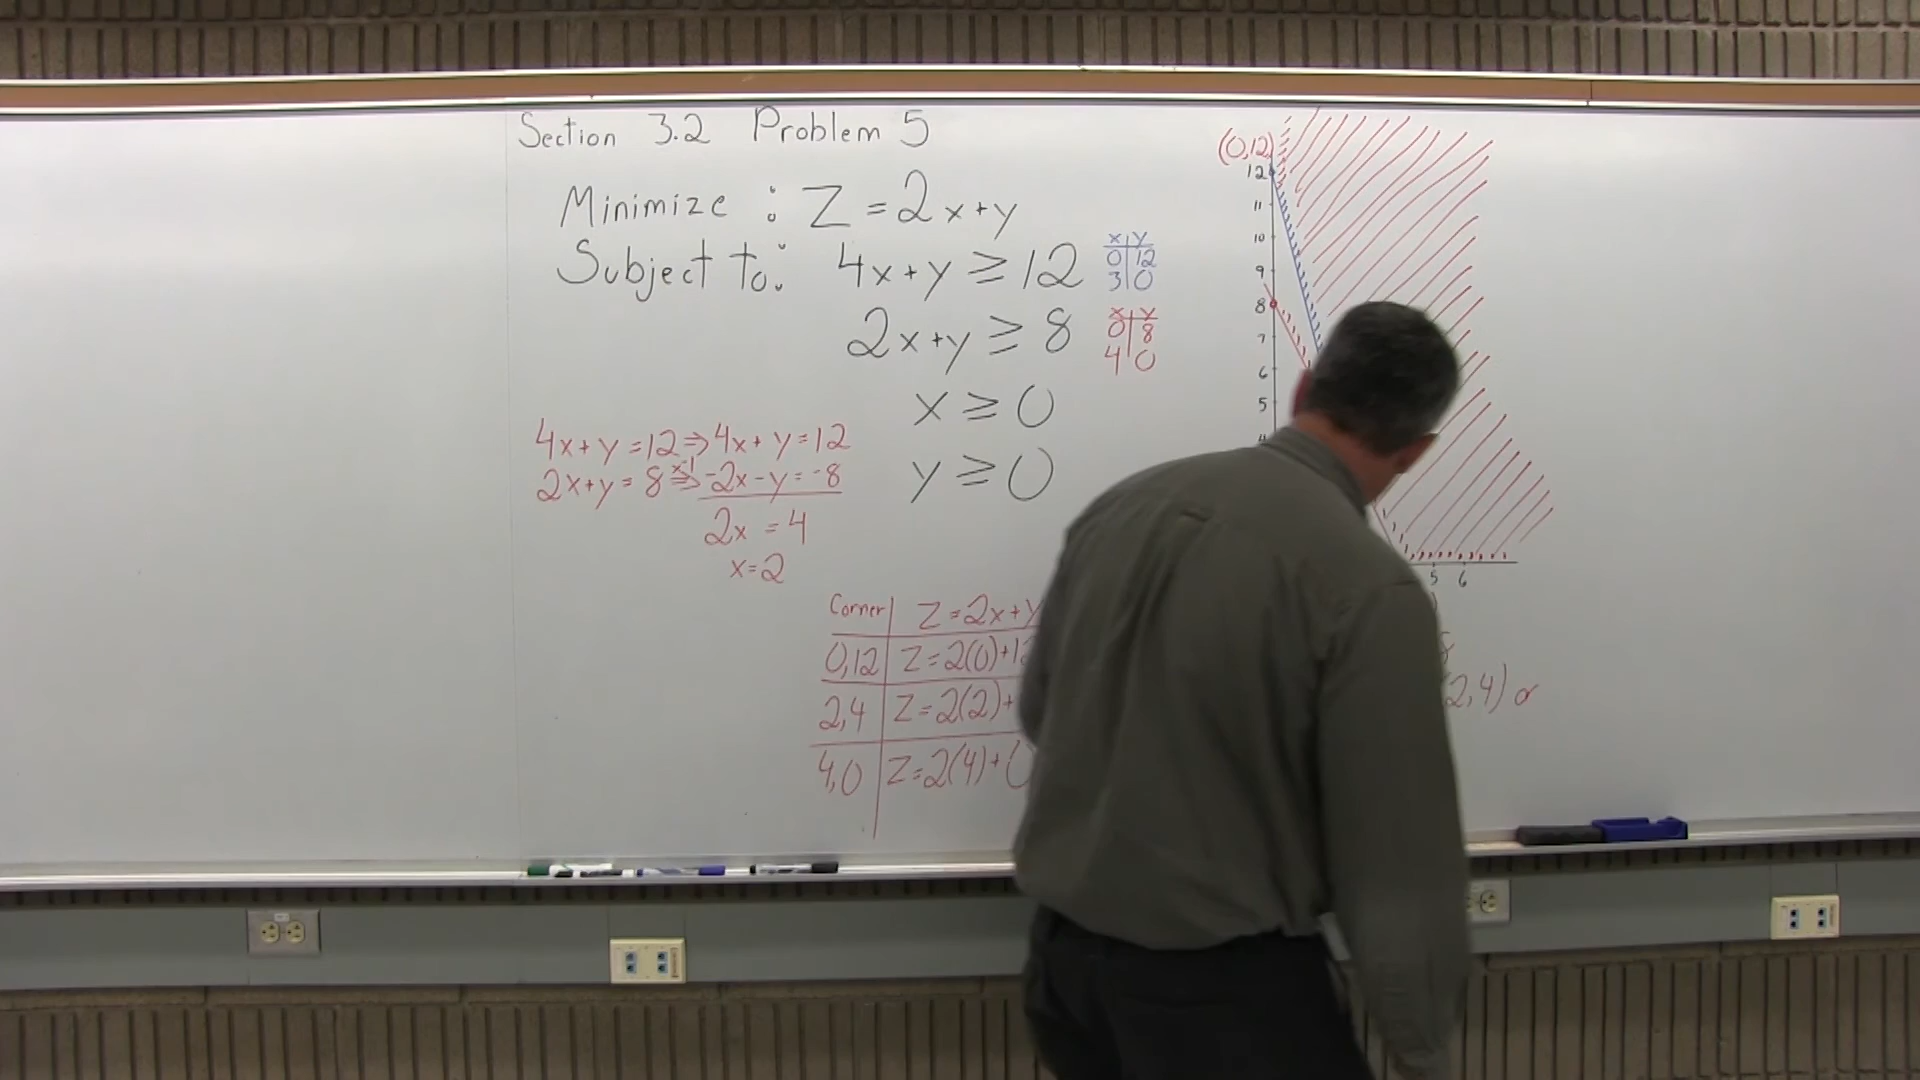 Section 3.2 Problem 5
Minimize : Z = 2x+y
Subject to: 4x+y ≥ 12
2x+y ≥ 8
x ≥ 0
y ≥ 0
x | y
0 | 12
3 | 0
x | y
0 | 8
4 | 0
4x+y = 12 ⇒ 4x+y = 12
2x+y = 8 x-1 ⇒ -2x-y = -8
2x = 4
x = 2
Corner | Z = 2x+y
0,12 | Z = 2(0)+12
2,4 | Z = 2(2)+
4,0 | Z = 2(4)+0
(0,12)
12
11
10
9
8
7
6
5
5 6
2,4) or